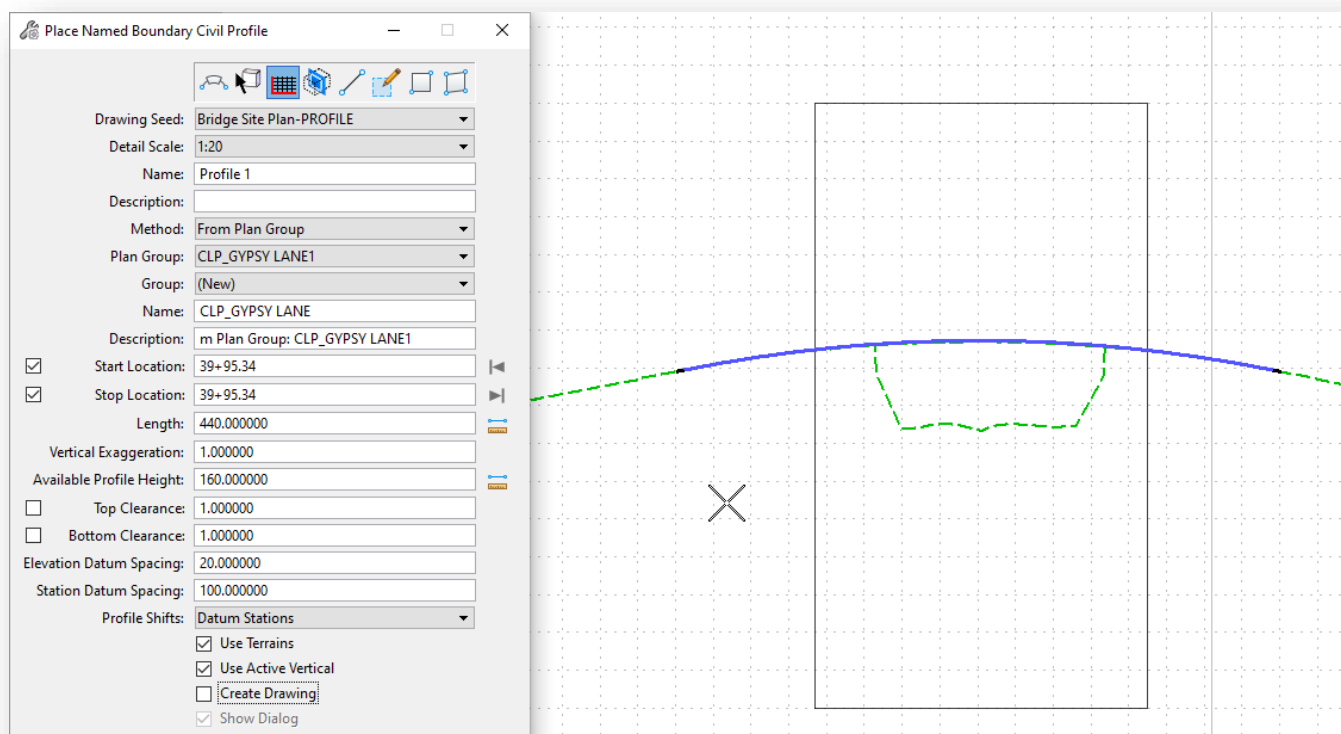 Place Named Boundary Civil Profile
Drawing Seed: Bridge Site Plan-PROFILE
Detail Scale: 1:20
Name: Profile 1
Description:
Method: From Plan Group
Plan Group: CLP_GYPSY LANE1
Group: (New)
Name: CLP_GYPSY LANE
Description: m Plan Group: CLP_GYPSY LANE1
Start Location: 39+95.34
Stop Location: 39+95.34
Length: 440.000000
Vertical Exaggeration: 1.000000
Available Profile Height: 160.000000
Top Clearance: 1.000000
Bottom Clearance: 1.000000
Elevation Datum Spacing: 20.000000
Station Datum Spacing: 100.000000
Profile Shifts: Datum Stations
Use Terrains
Use Active Vertical
Create Drawing
Show Dialog